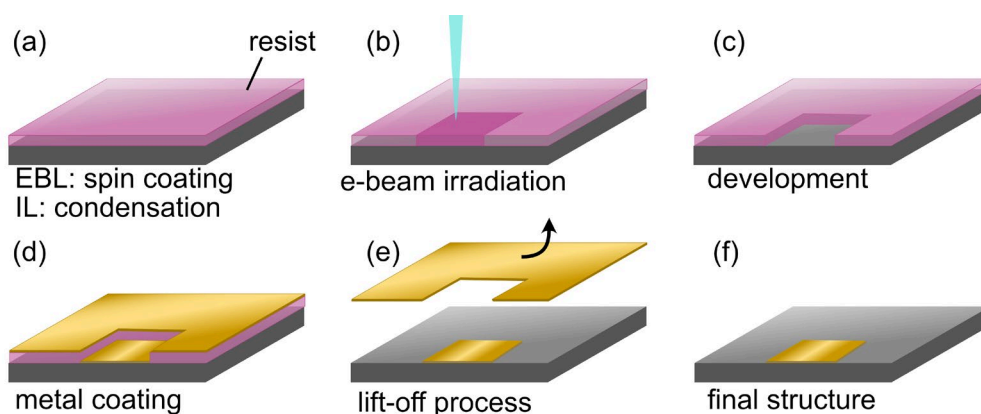 (a)
resist
EBL: spin coating
IL: condensation
(b)
e-beam irradiation
(c)
development
(d)
metal coating
(e)
lift-off process
(f)
final structure